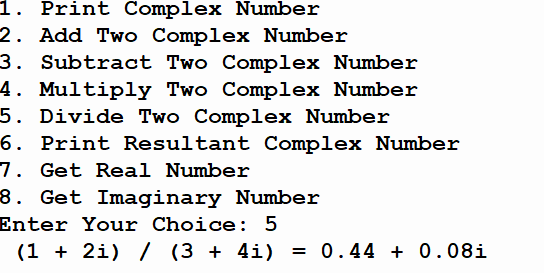 1. Print Complex Number
2. Add Two Complex Number
3. Subtract Two Complex Number
4. Multiply Two Complex Number
5. Divide Two Complex Number
6. Print Resultant Complex Number
7. Get Real Number
8. Get Imaginary Number
Enter Your Choice: 5
(1 + 2i) / (3 + 4i) = 0.44 + 0.08i